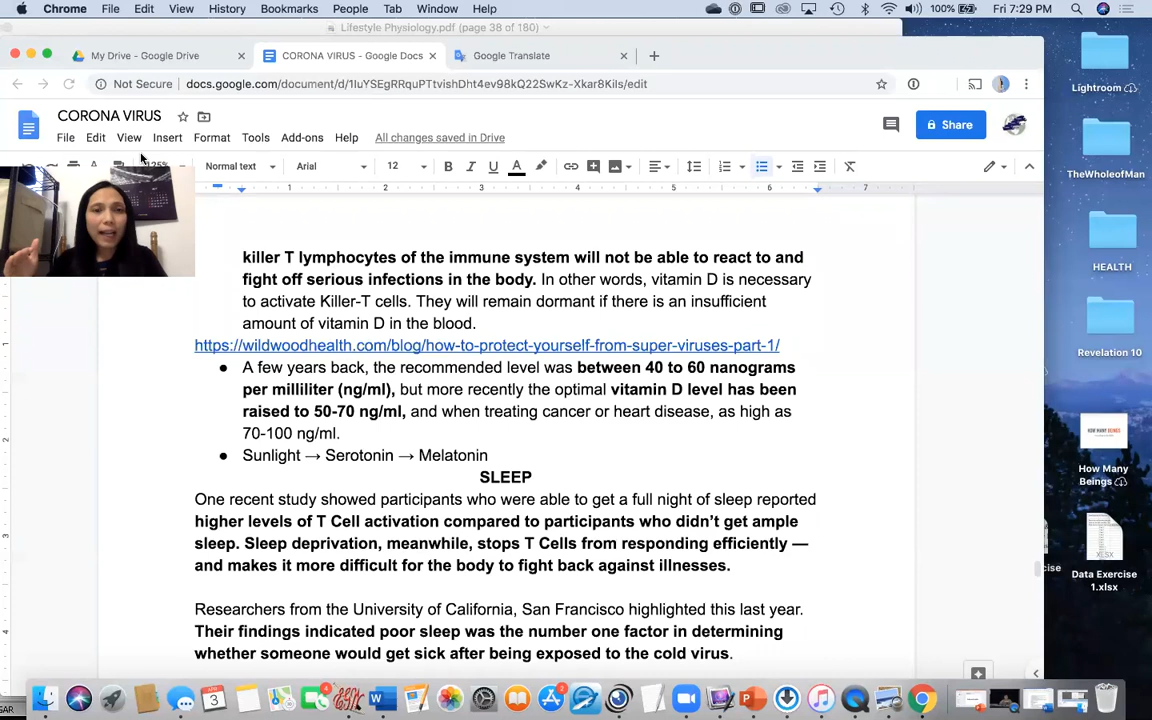 Chrome File Edit View History Bookmarks People Tab Window Help 100% Fri 7:29 PM
Lifestyle Physiology.pdf (page 38 of 180)
My Drive - Google Drive
CORONA VIRUS - Google Docs
Google Translate
Not Secure docs.google.com/document/d/1luYSEgRRquPTtvishDht4ev98kQ22SwKz-Xkar8Kils/edit
CORONA VIRUS
File Edit View Insert Format Tools Add-ons Help All changes saved in Drive
Share
125% Normal text Arial 12 B I U A
1 2 3 4 5 6 7
killer T lymphocytes of the immune system will not be able to react to and
fight off serious infections in the body. In other words, vitamin D is necessary
to activate Killer-T cells. They will remain dormant if there is an insufficient
amount of vitamin D in the blood.
https://wildwoodhealth.com/blog/how-to-protect-yourself-from-super-viruses-part-1/
● A few years back, the recommended level was between 40 to 60 nanograms
per milliliter (ng/ml), but more recently the optimal vitamin D level has been
raised to 50-70 ng/ml, and when treating cancer or heart disease, as high as
70-100 ng/ml.
● Sunlight → Serotonin → Melatonin
SLEEP
One recent study showed participants who were able to get a full night of sleep reported
higher levels of T Cell activation compared to participants who didn't get ample
sleep. Sleep deprivation, meanwhile, stops T Cells from responding efficiently —
and makes it more difficult for the body to fight back against illnesses.
Researchers from the University of California, San Francisco highlighted this last year.
Their findings indicated poor sleep was the number one factor in determining
whether someone would get sick after being exposed to the cold virus.
Lightroom
TheWholeofMan
HEALTH
Revelation 10
How Many
Beings
XLSX
Data Exercise
1.xlsx
cise